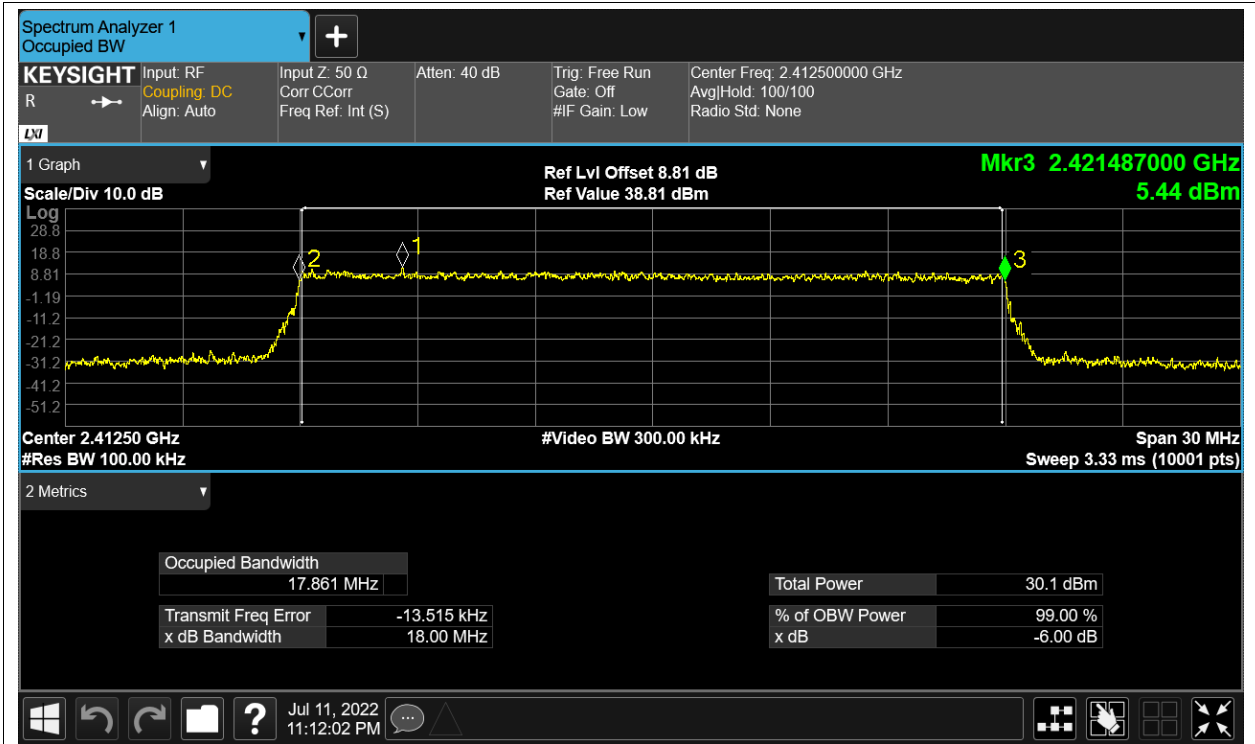 Spectrum Analyzer 1
Occupied BW
KEYSIGHT
R
LXI
Input: RF
Coupling: DC
Align: Auto
Input Z: 50 Ω
Corr CCorr
Freq Ref: Int (S)
Atten: 40 dB
Trig: Free Run
Gate: Off
#IF Gain: Low
Center Freq: 2.412500000 GHz
Avg|Hold: 100/100
Radio Std: None
1 Graph
Scale/Div 10.0 dB
Ref Lvl Offset 8.81 dB
Ref Value 38.81 dBm
Mkr3 2.421487000 GHz
5.44 dBm
Log
28.8
18.8
8.81
-1.19
-11.2
-21.2
-31.2
-41.2
-51.2
2
1
3
Center 2.41250 GHz
#Res BW 100.00 kHz
#Video BW 300.00 kHz
Span 30 MHz
Sweep 3.33 ms (10001 pts)
2 Metrics
Occupied Bandwidth
17.861 MHz
Transmit Freq Error -13.515 kHz
x dB Bandwidth 18.00 MHz
Total Power 30.1 dBm
% of OBW Power 99.00 %
x dB -6.00 dB
?
Jul 11, 2022
11:12:02 PM